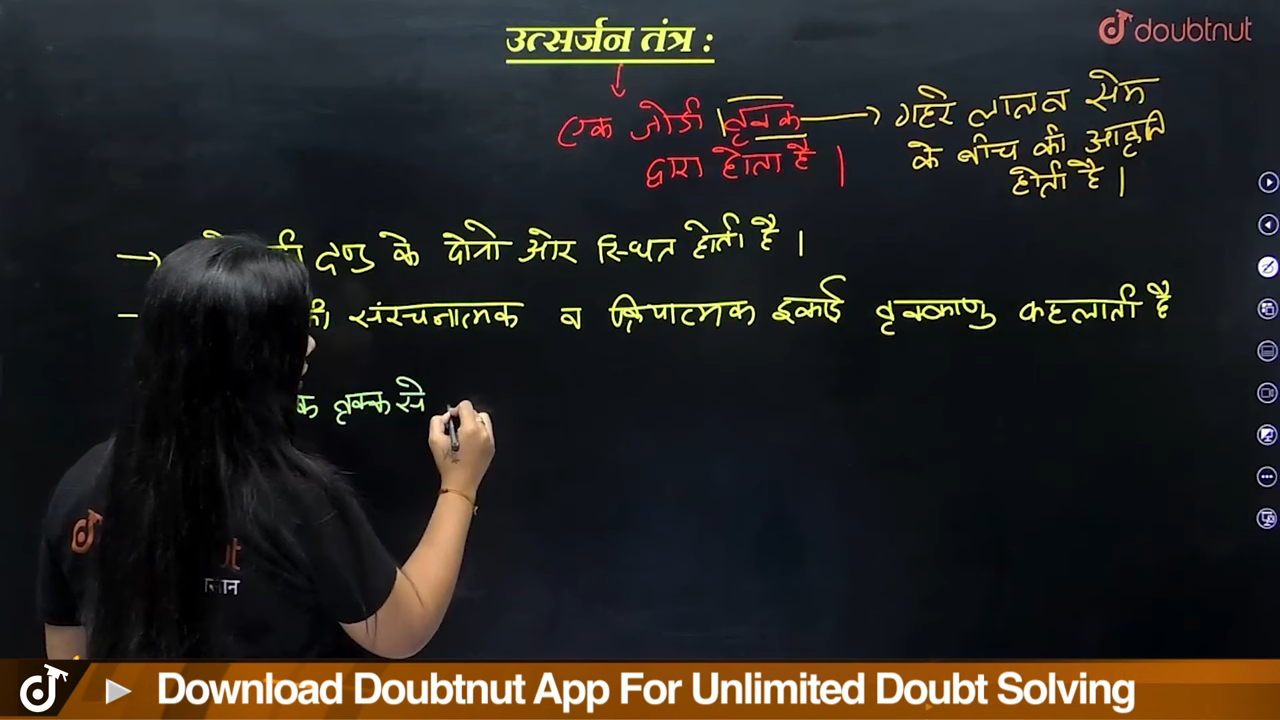 उत्सर्जन तंत्र :
doubtnut
एक जोडी वृक्क → गहरे लाल व सेम
द्वारा होता है |
के बीच की आकृति
होती है |
→ दण्ड के दोनो ओर स्थित होती है |
की संरचनात्मक व क्रियात्मक इकाई वृक्काणु कहलाती है
क वृक्क से
Download Doubtnut App For Unlimited Doubt Solving